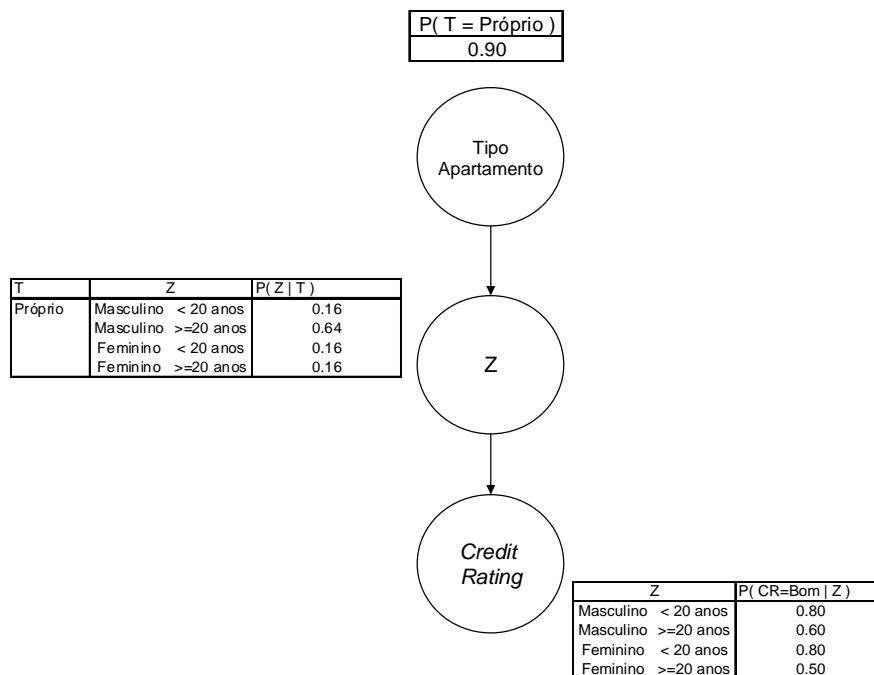 P( T = Próprio )
0.90
Tipo
Apartamento
T Z P( Z | T )
Próprio Masculino < 20 anos 0.16
Masculino >=20 anos 0.64
Feminino < 20 anos 0.16
Feminino >=20 anos 0.16
Z
Credit
Rating
Z P( CR=Bom | Z )
Masculino < 20 anos 0.80
Masculino >=20 anos 0.60
Feminino < 20 anos 0.80
Feminino >=20 anos 0.50